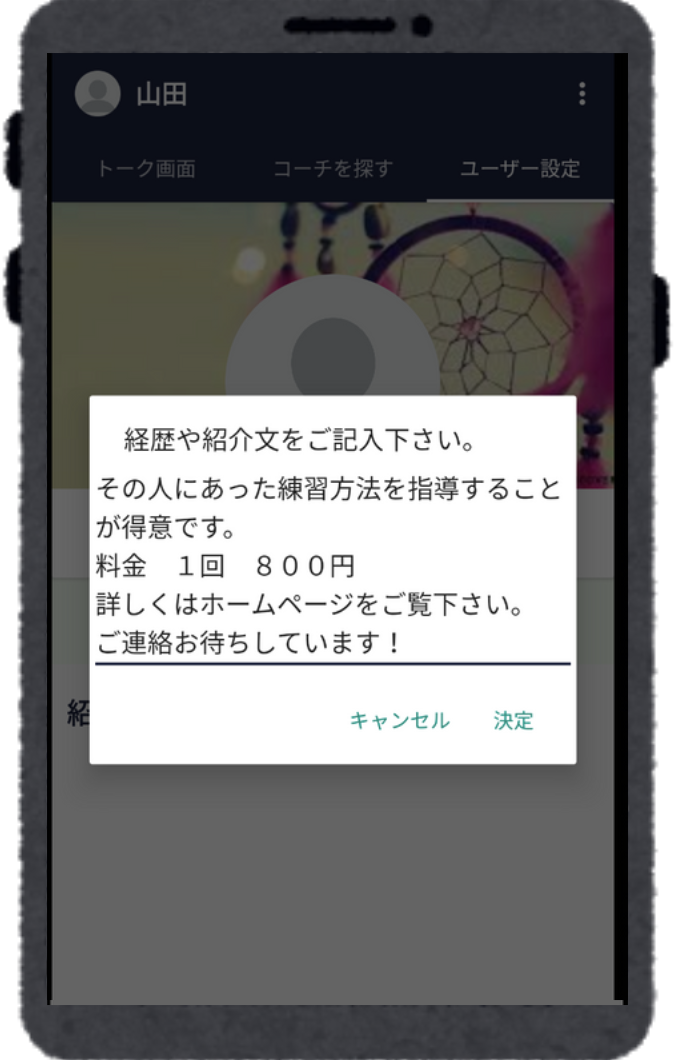 山田
トーク画面 コーチを探す ユーザー設定
経歴や紹介文をご記入下さい。
その人にあった練習方法を指導すること
が得意です。
料金　１回　８００円
詳しくはホームページをご覧下さい。
ご連絡お待ちしています！
紹
キャンセル 決定